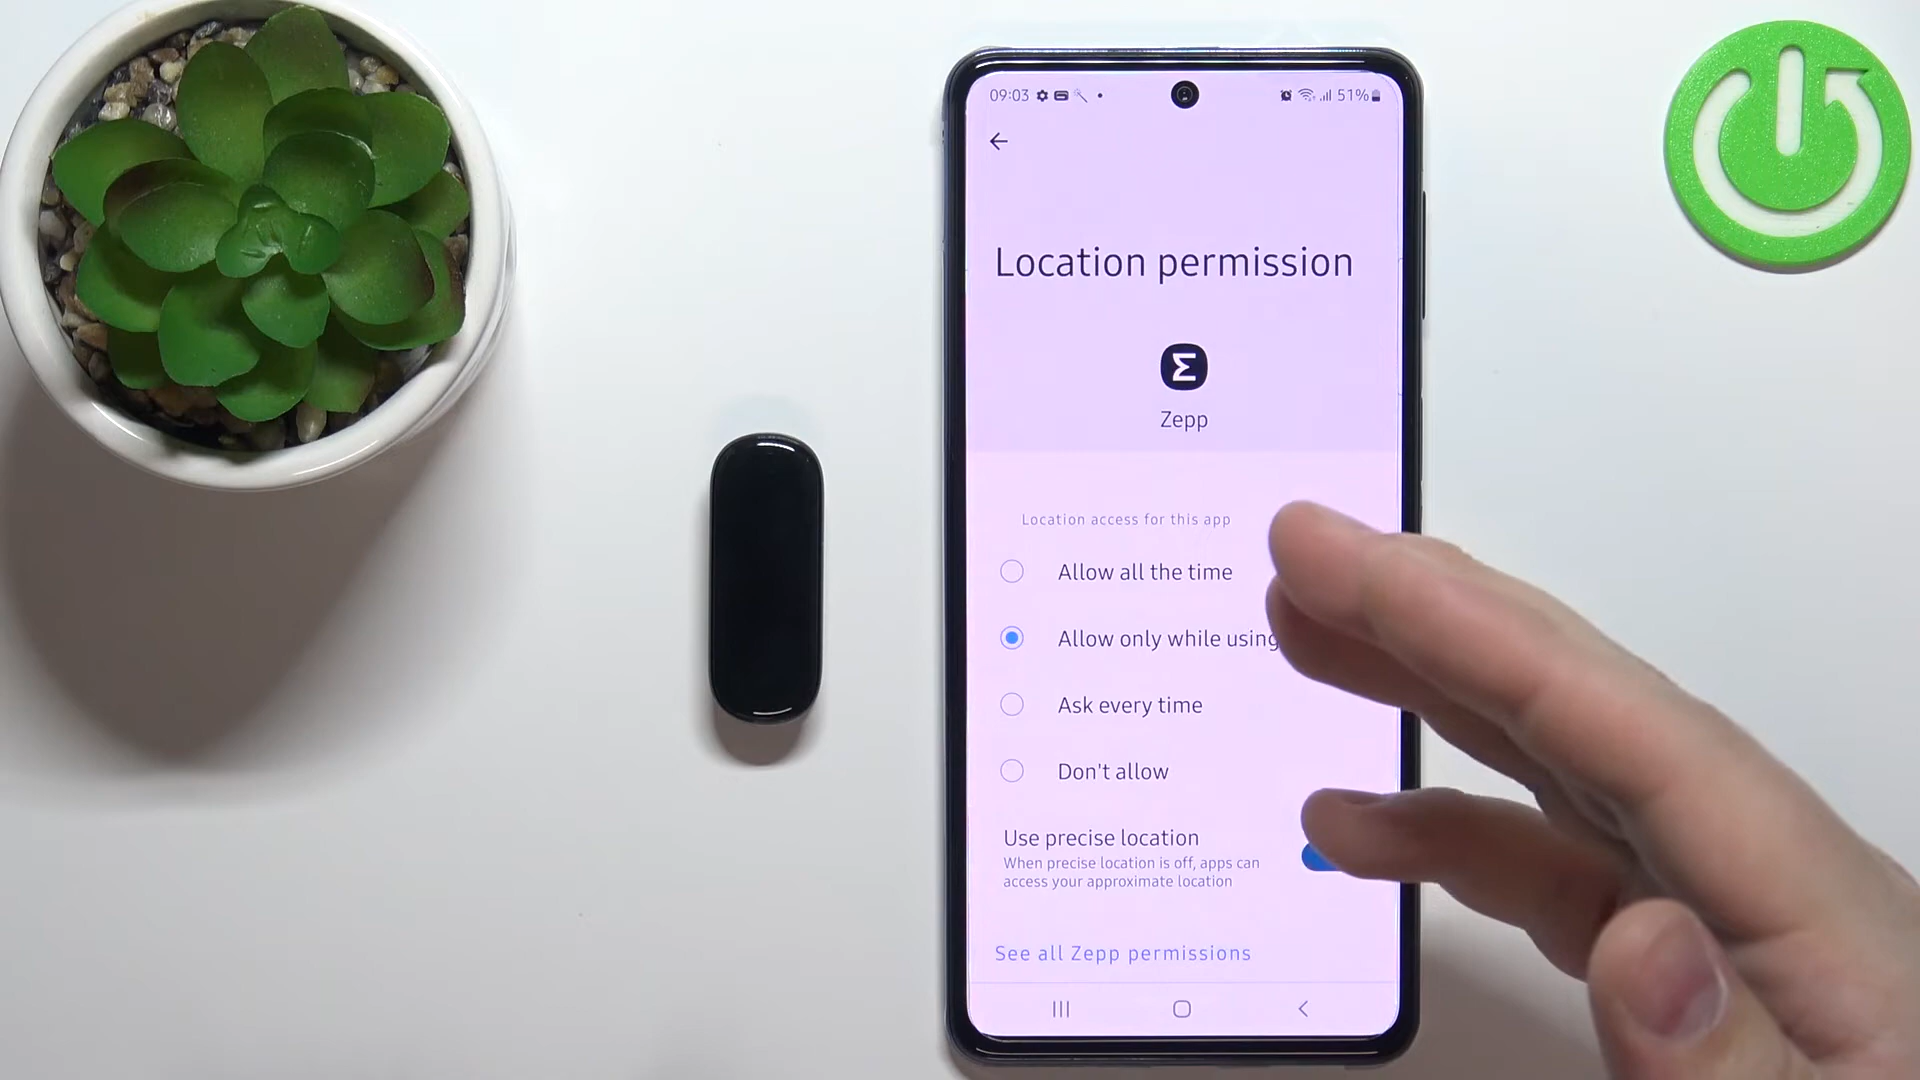 09:03
51%
Location permission
Zepp
Location access for this app
Allow all the time
Allow only while using
Ask every time
Don't allow
Use precise location
When precise location is off, apps can
access your approximate location
See all Zepp permissions